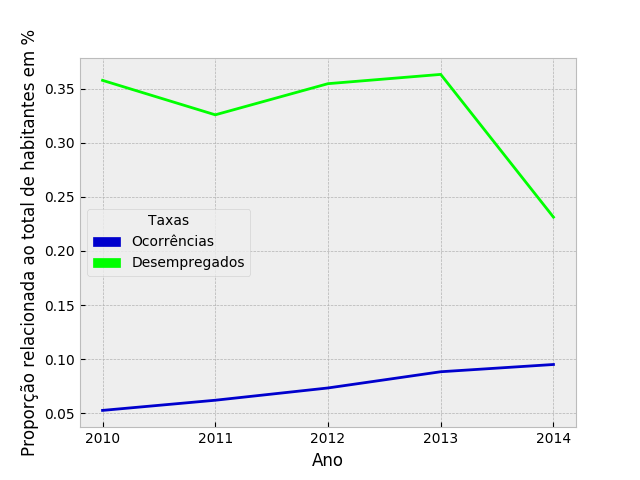 Proporção relacionada ao total de habitantes em %
0.35
0.30
0.25
0.20
0.15
0.10
0.05
Taxas
Ocorrências
Desempregados
2010 2011 2012 2013 2014
Ano